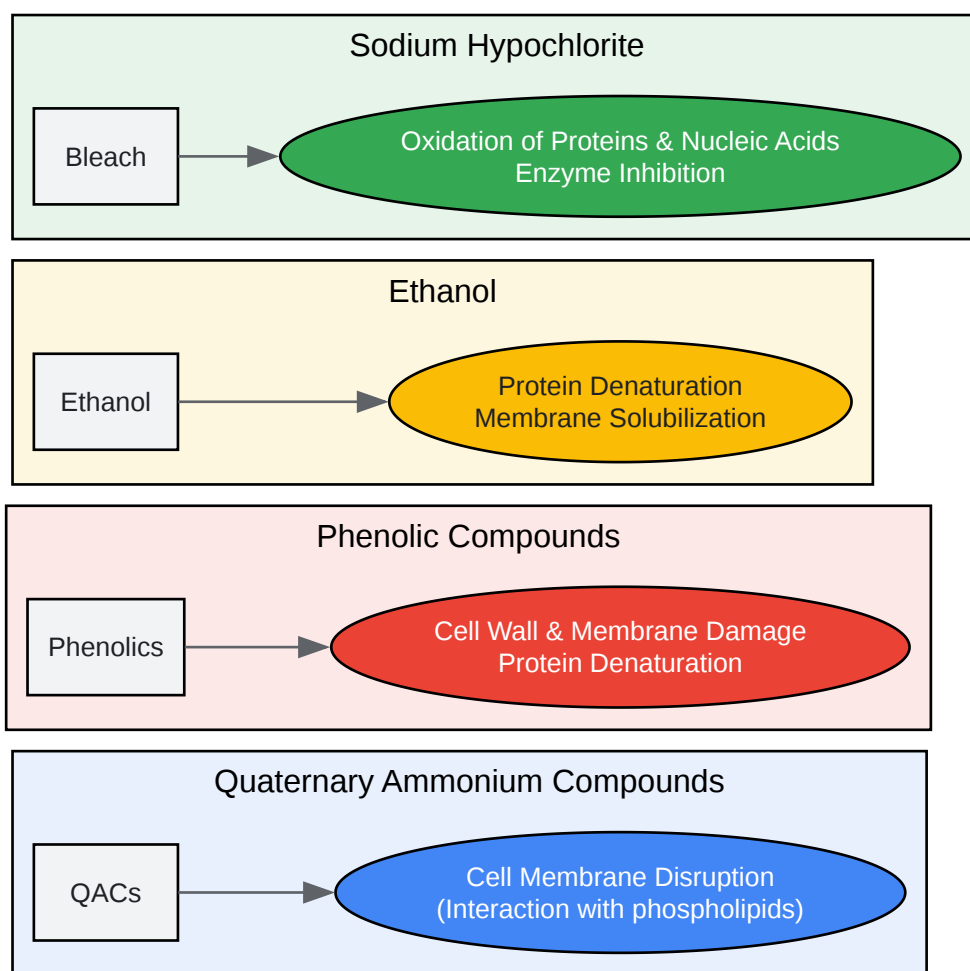 Sodium Hypochlorite
Bleach
Oxidation of Proteins & Nucleic Acids
Enzyme Inhibition
Ethanol
Ethanol
Protein Denaturation
Membrane Solubilization
Phenolic Compounds
Phenolics
Cell Wall & Membrane Damage
Protein Denaturation
Quaternary Ammonium Compounds
QACs
Cell Membrane Disruption
(Interaction with phospholipids)